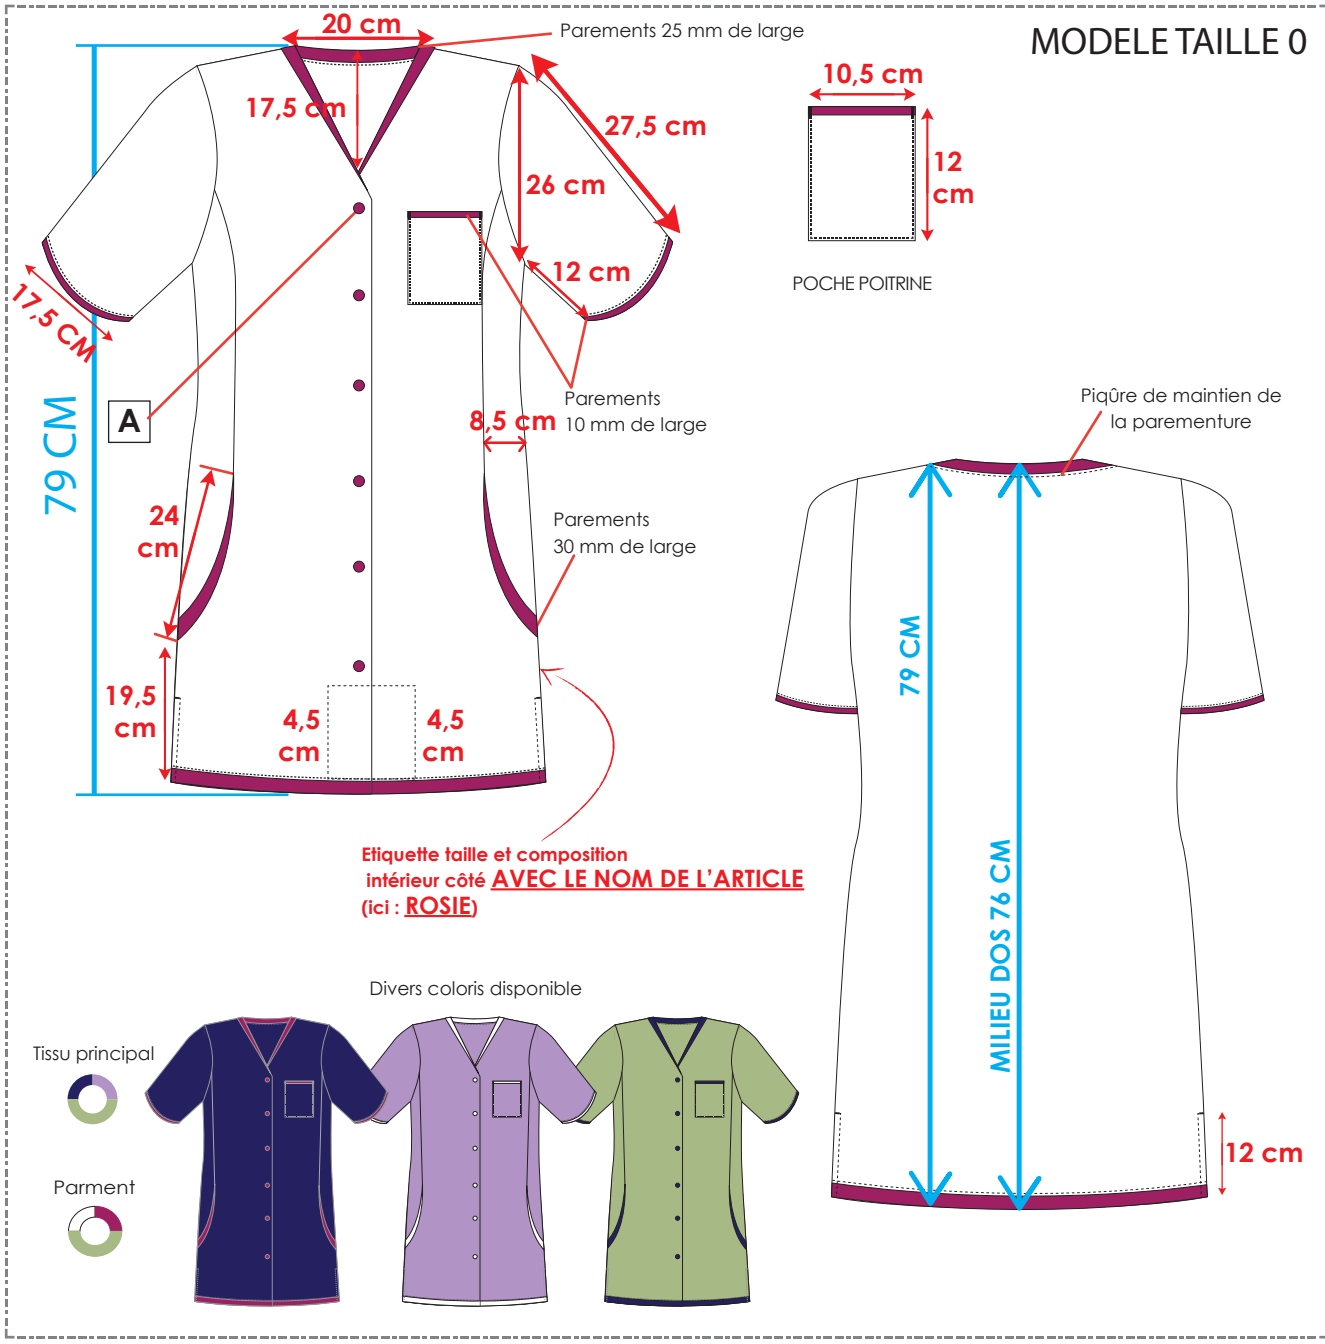 MODELE TAILLE 0
20 cm
Parements 25 mm de large
17,5 cm
27,5 cm
26 cm
12 cm
17,5 CM
79 CM
A
10,5 cm
12
cm
POCHE POITRINE
Parements
10 mm de large
8,5 cm
24
cm
Parements
30 mm de large
19,5
cm
4,5
cm
4,5
cm
Etiquette taille et composition
intérieur côté AVEC LE NOM DE L'ARTICLE
(ici : ROSIE)
Piqûre de maintien de
la parementure
79 CM
MILIEU DOS 76 CM
12 cm
Divers coloris disponible
Tissu principal
Parment